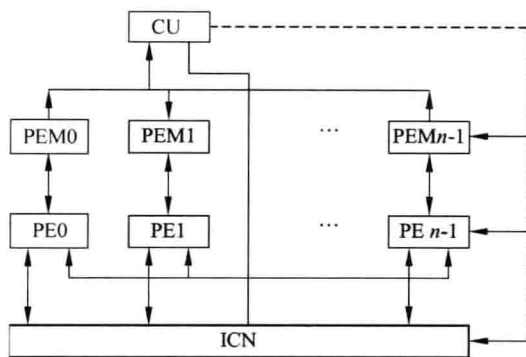 CU
PEM0 PEM1 ... PEMn-1
PE0 PE1 ... PE n-1
ICN